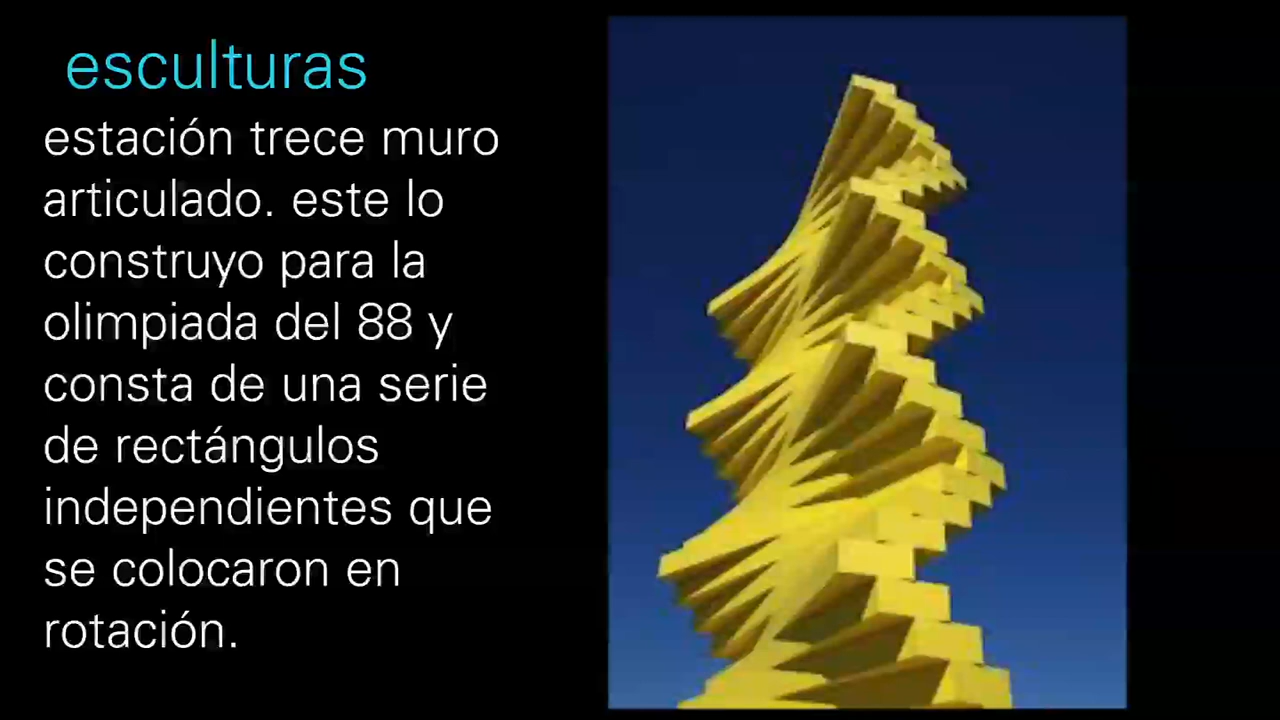 esculturas
estación trece muro
articulado. este lo
construyo para la
olimpiada del 88 y
consta de una serie
de rectángulos
independientes que
se colocaron en
rotación.